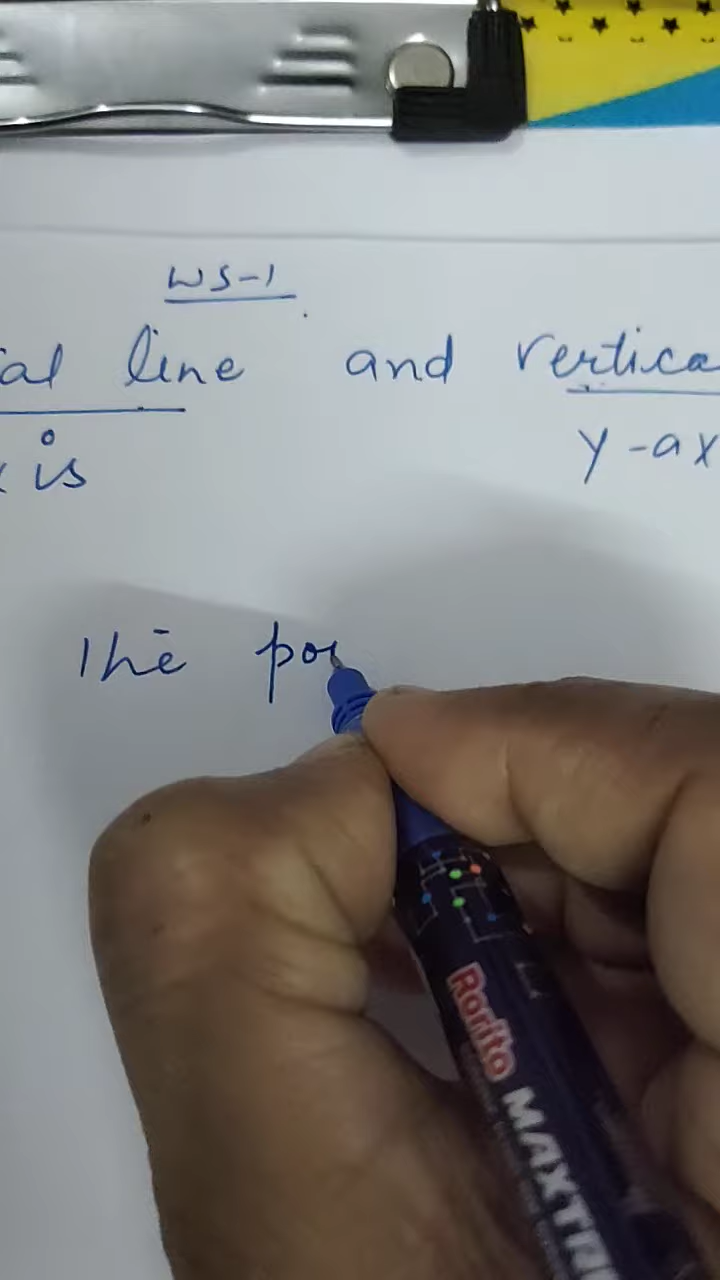 WS-1
al line and vertica
is y-ax
The po
Rorito MAXTR